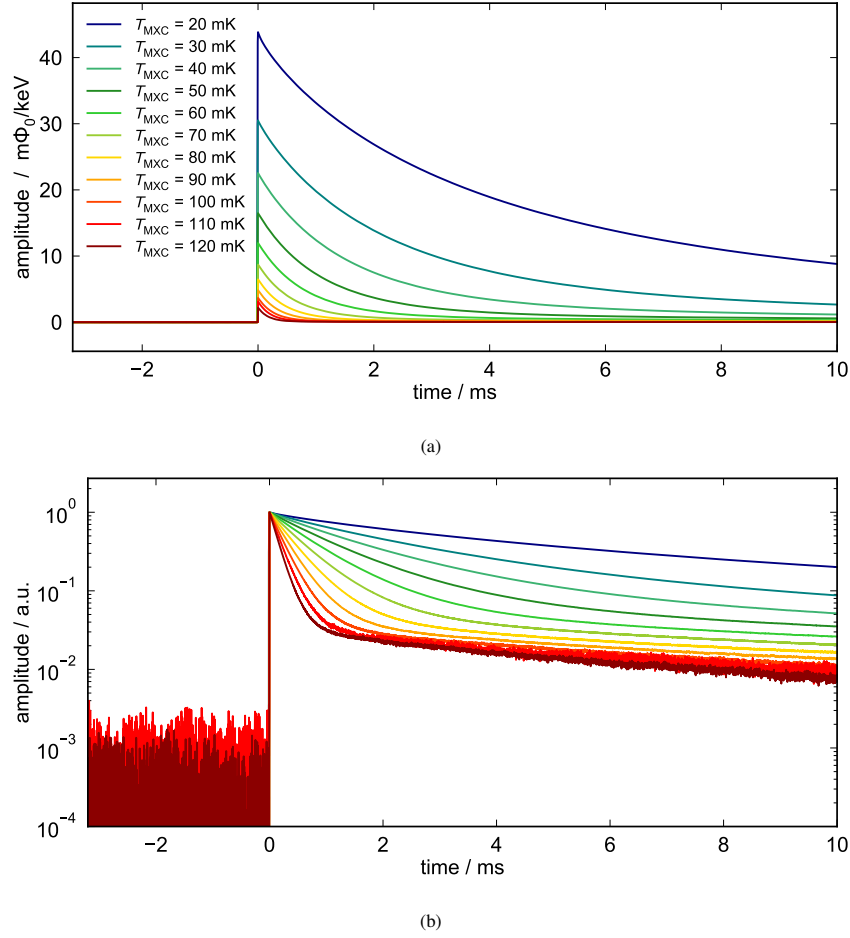 T_MXC = 20 mK
T_MXC = 30 mK
T_MXC = 40 mK
T_MXC = 50 mK
T_MXC = 60 mK
T_MXC = 70 mK
T_MXC = 80 mK
T_MXC = 90 mK
T_MXC = 100 mK
T_MXC = 110 mK
T_MXC = 120 mK
amplitude / mΦ₀/keV
40
30
20
10
0
−2 0 2 4 6 8 10
time / ms
(a)
amplitude / a.u.
10⁰
10⁻¹
10⁻²
10⁻³
10⁻⁴
−2 0 2 4 6 8 10
time / ms
(b)